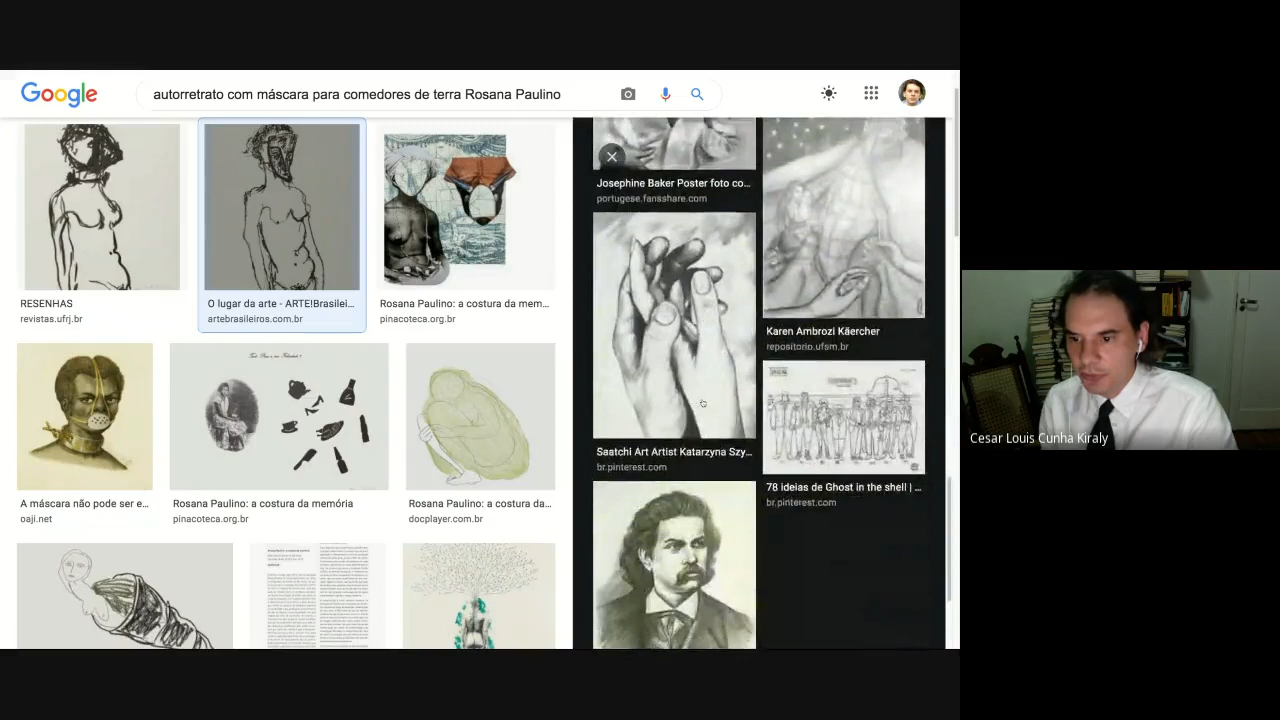 Google
autorretrato com máscara para comedores de terra Rosana Paulino
RESENHAS
revistas.ufrj.br
O lugar da arte - ARTE!Brasilei...
artebrasileiros.com.br
Rosana Paulino: a costura da mem...
pinacoteca.org.br
A máscara não pode ser e...
oaji.net
Rosana Paulino: a costura da memória
pinacoteca.org.br
Rosana Paulino: a costura da...
docplayer.com.br
Josephine Baker Poster foto co...
portugese.fansshare.com
Karen Ambrozi Käercher
repositorio.ufsm.br
Saatchi Art Artist Katarzyna Szy...
br.pinterest.com
78 ideias de Ghost in the shell | ...
br.pinterest.com
Cesar Louis Cunha Kiraly